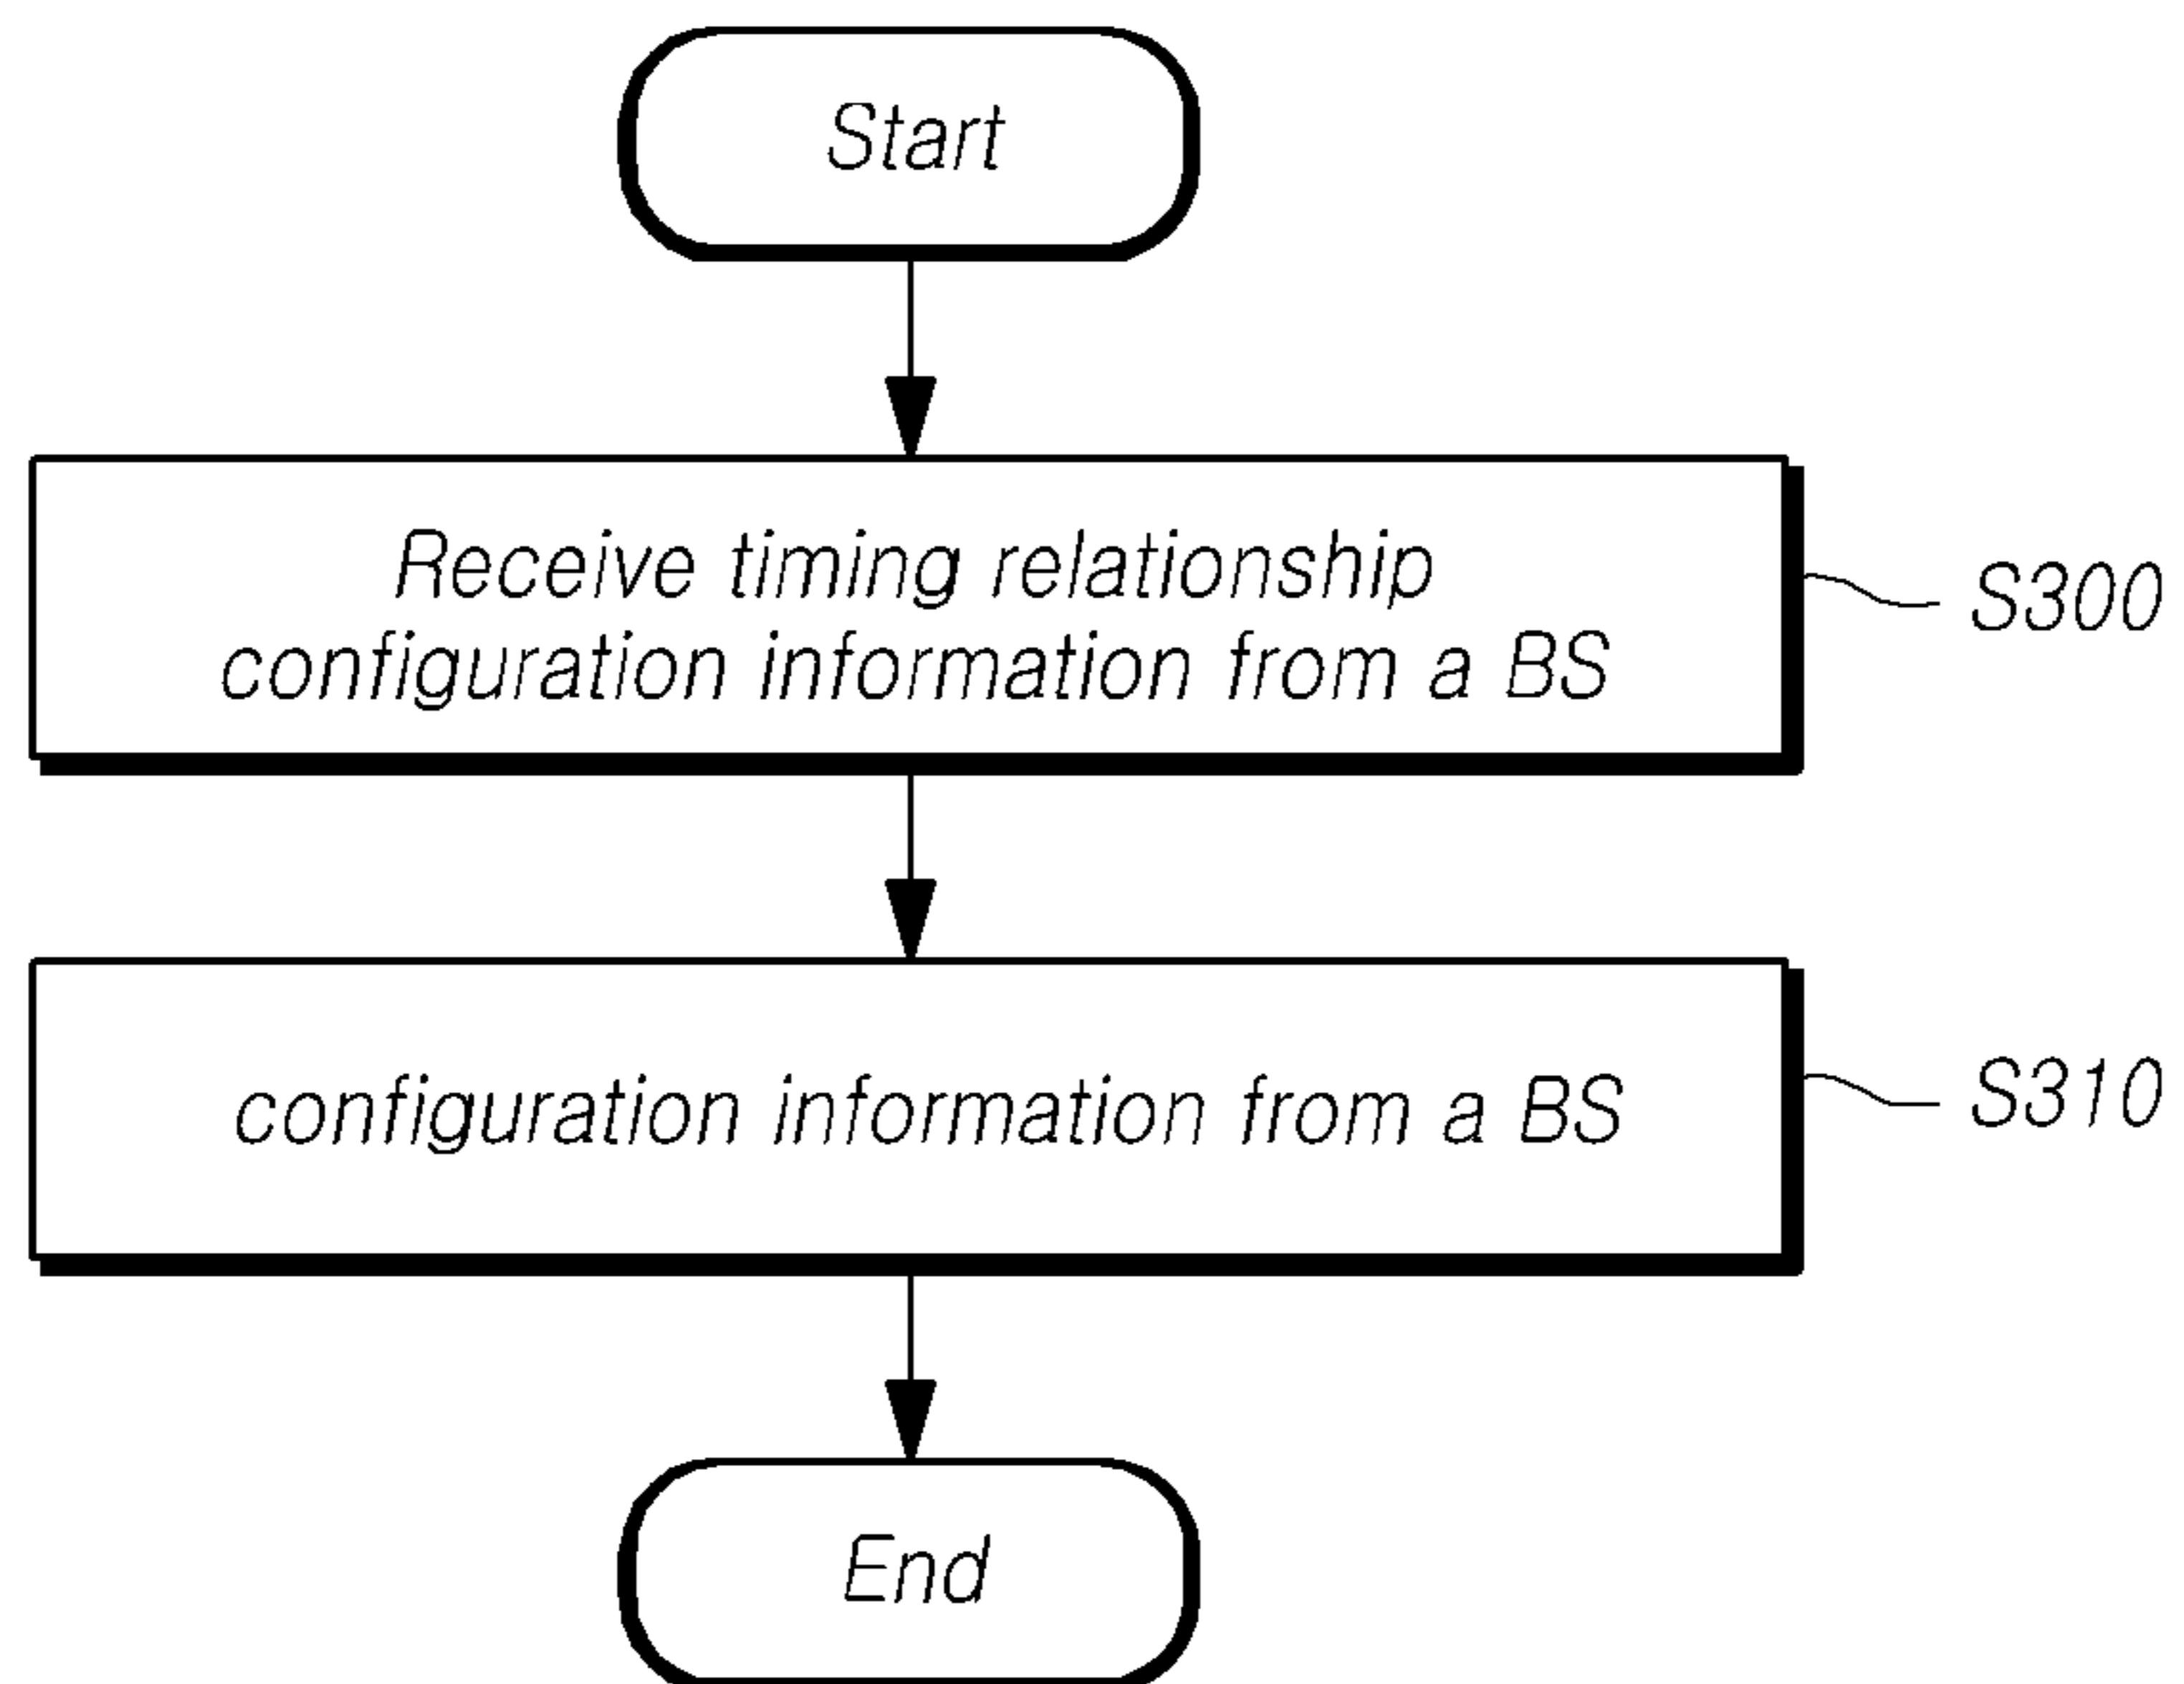 Start
Receive timing relationship
configuration information from a BS
S300
configuration information from a BS
S310
End